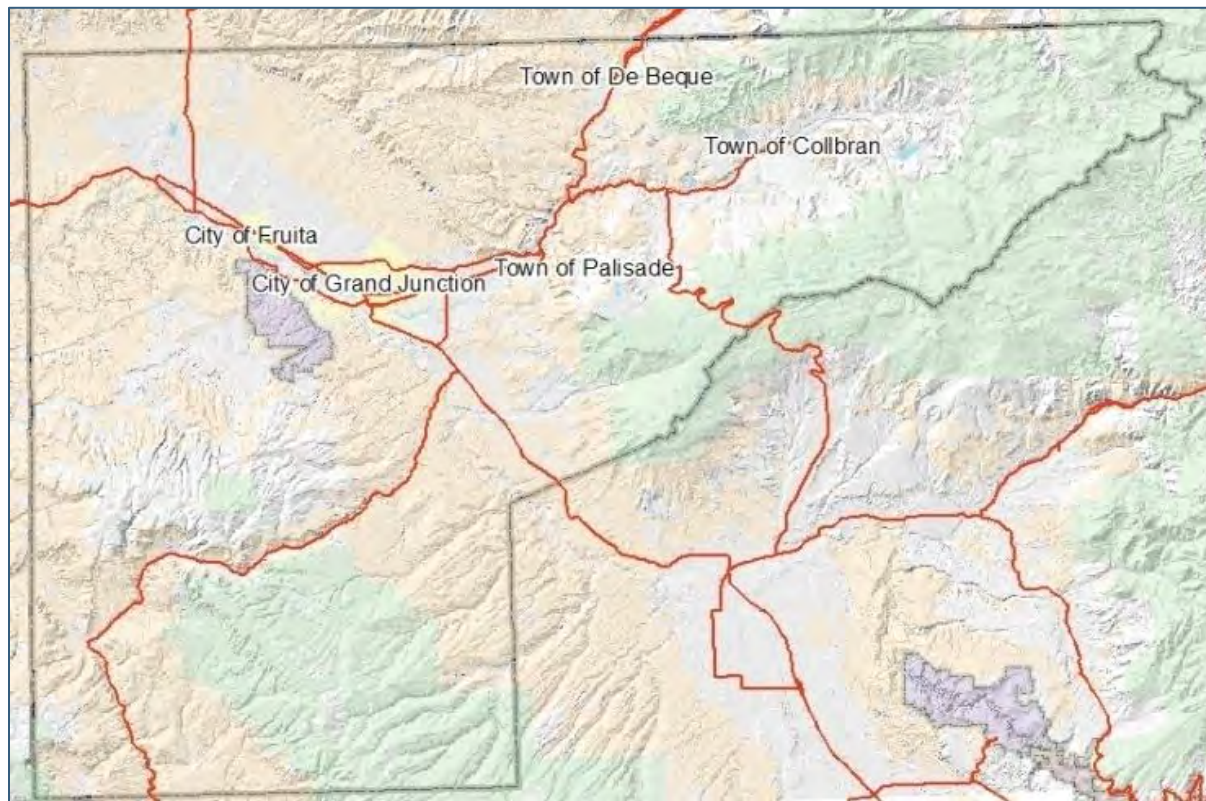 Town of De Beque
Town of Collbran
City of Fruita
Town of Palisade
City of Grand Junction